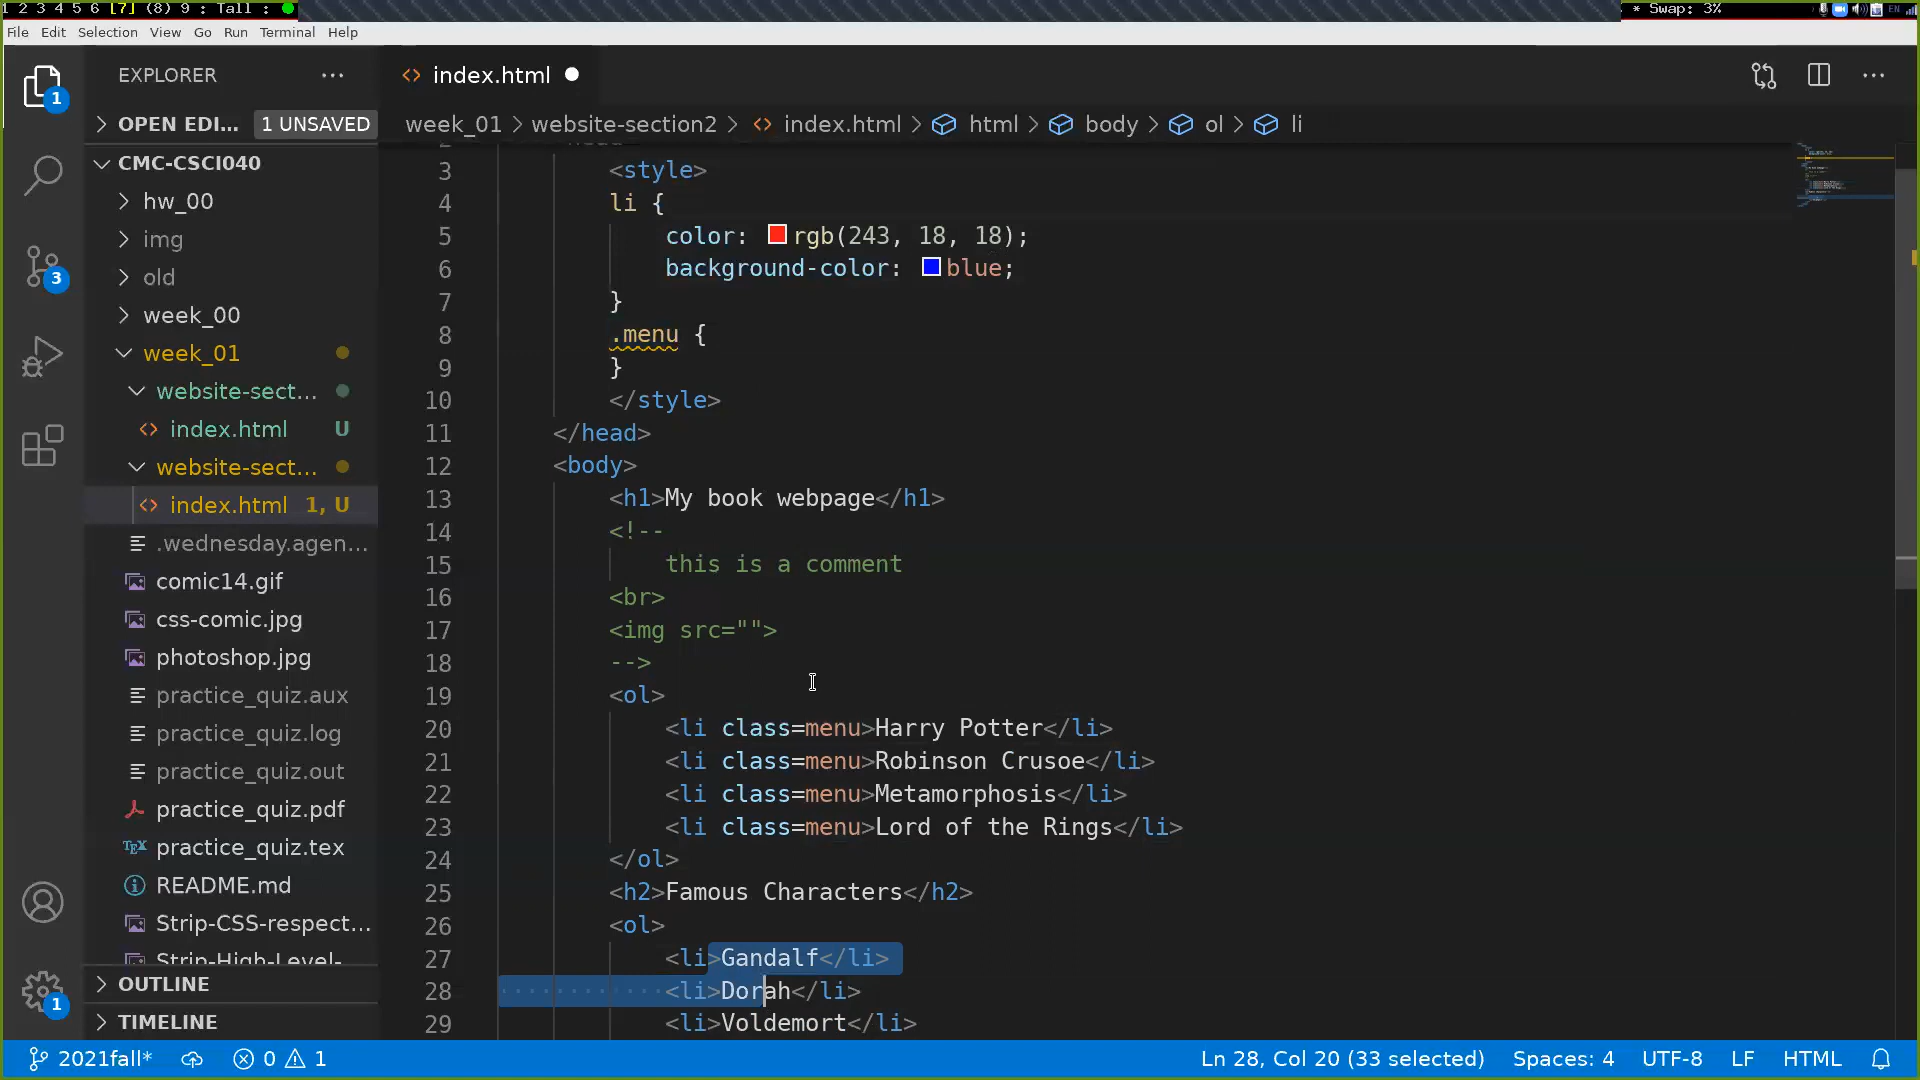 1 2 3 4 5 6 [7] (8) 9 : Tall :
* Swap: 3%
EN
File Edit Selection View Go Run Terminal Help
EXPLORER ...
index.html
OPEN EDI... 1 UNSAVED
week_01 > website-section2 > index.html > html > body > ol > li
CMC-CSCI040
hw_00
img
old
week_00
week_01
website-sect...
index.html U
website-sect...
index.html 1, U
.wednesday.agen...
comic14.gif
css-comic.jpg
photoshop.jpg
practice_quiz.aux
practice_quiz.log
practice_quiz.out
practice_quiz.pdf
practice_quiz.tex
README.md
Strip-CSS-respect...
Strip-High-Level-
OUTLINE
TIMELINE
1
3
1
3 <style>
4 li {
5 color: rgb(243, 18, 18);
6 background-color: blue;
7 }
8 .menu {
9 }
10 </style>
11 </head>
12 <body>
13 <h1>My book webpage</h1>
14 <!--
15 this is a comment
16 <br>
17 <img src="">
18 -->
19 <ol>
20 <li class=menu>Harry Potter</li>
21 <li class=menu>Robinson Crusoe</li>
22 <li class=menu>Metamorphosis</li>
23 <li class=menu>Lord of the Rings</li>
24 </ol>
25 <h2>Famous Characters</h2>
26 <ol>
27 <li>Gandalf</li>
28 <li>Dorah</li>
29 <li>Voldemort</li>
2021fall* 0 1 Ln 28, Col 20 (33 selected) Spaces: 4 UTF-8 LF HTML